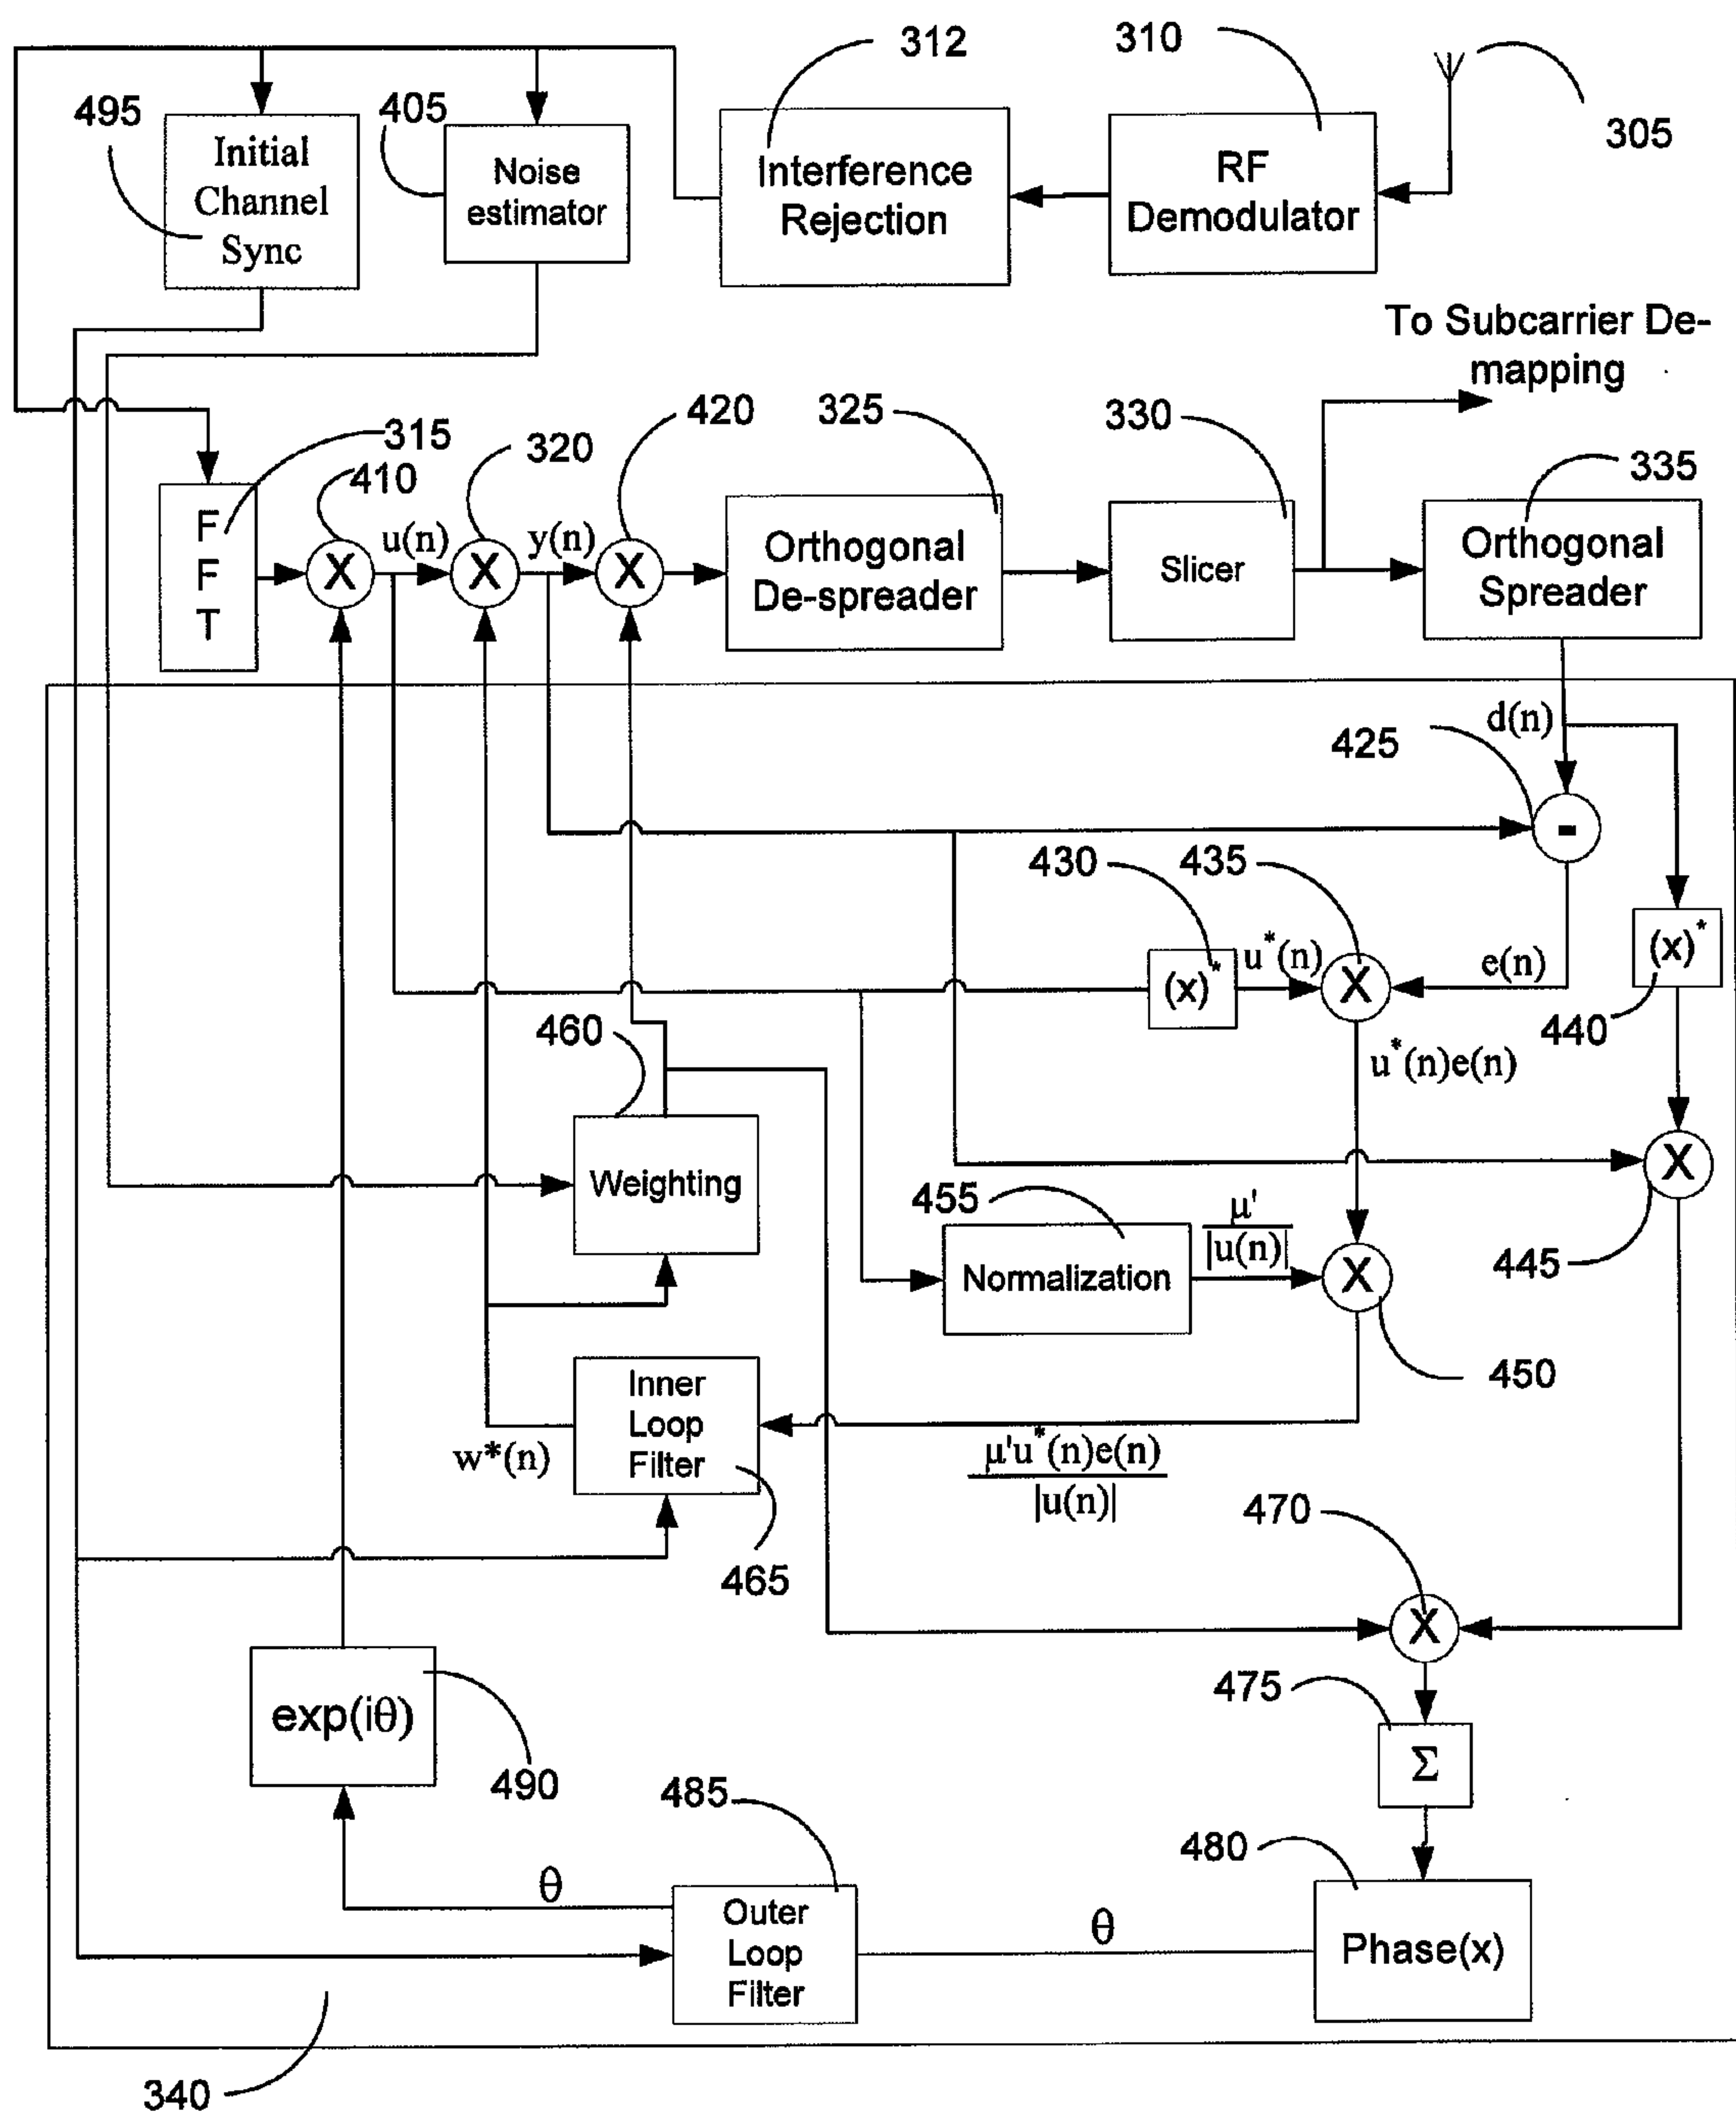 312
310
305
495
405
Initial
Channel
Sync
Noise
estimator
Interference
Rejection
RF
Demodulator
To Subcarrier De-
mapping
315
410
320
420
325
330
335
F
F
T
X
u(n)
X
y(n)
X
Orthogonal
De-spreader
Slicer
Orthogonal
Spreader
d(n)
425
-
430
435
(x)*
u*(n)
X
e(n)
(x)*
440
u*(n)e(n)
460
Weighting
455
Normalization
μ'
|u(n)|
X
X
445
450
Inner
Loop
Filter
w*(n)
465
μ'u*(n)e(n)
|u(n)|
470
X
475
Σ
exp(iθ)
490
485
480
θ
Outer
Loop
Filter
θ
Phase(x)
340